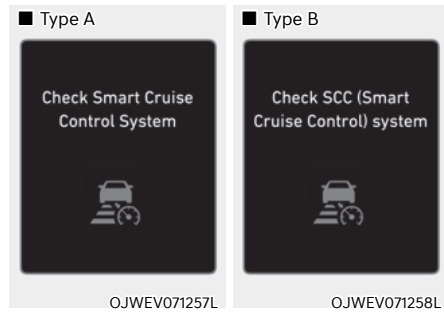 ■ Type A
Check Smart Cruise
Control System
OJWEV071257L
■ Type B
Check SCC (Smart
Cruise Control) system
OJWEV071258L